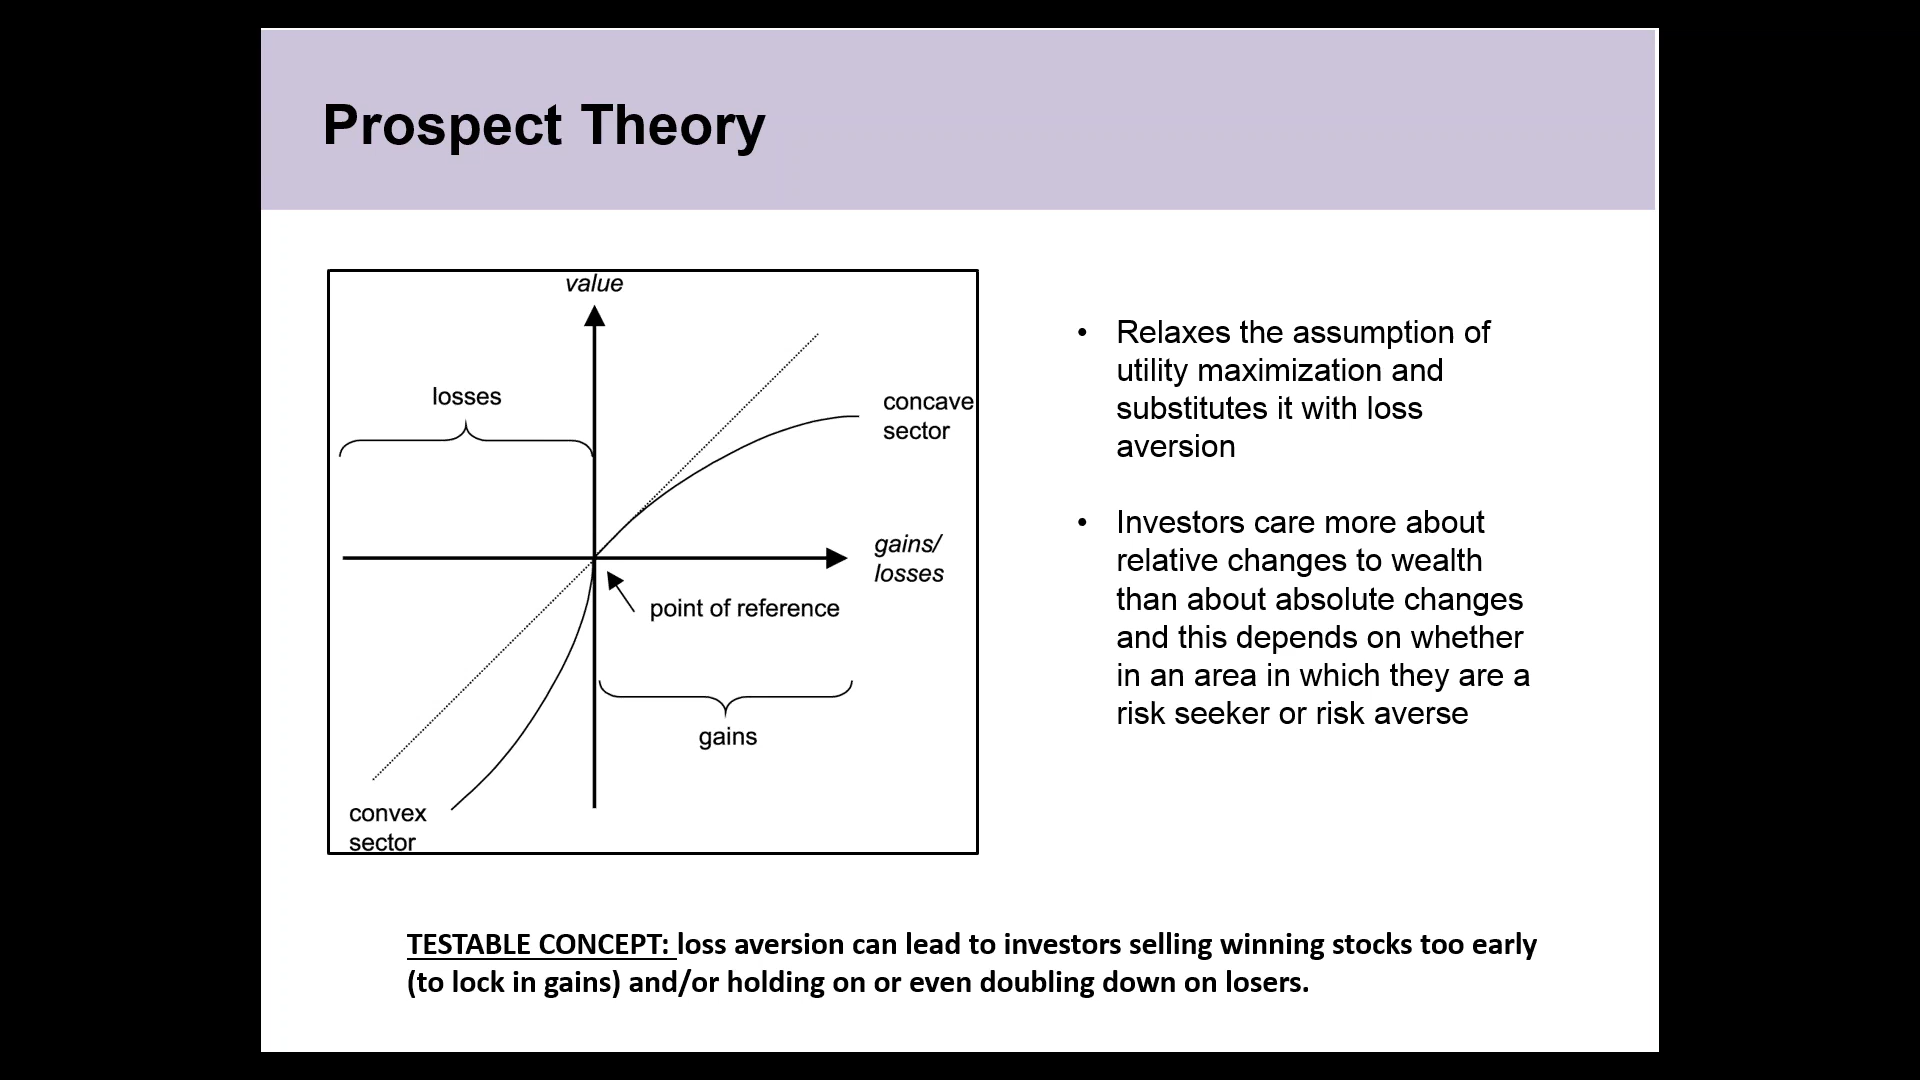 Prospect Theory
value
losses
concave
sector
gains/
losses
point of reference
gains
convex
sector
• Relaxes the assumption of
utility maximization and
substitutes it with loss
aversion
• Investors care more about
relative changes to wealth
than about absolute changes
and this depends on whether
in an area in which they are a
risk seeker or risk averse
TESTABLE CONCEPT: loss aversion can lead to investors selling winning stocks too early
(to lock in gains) and/or holding on or even doubling down on losers.